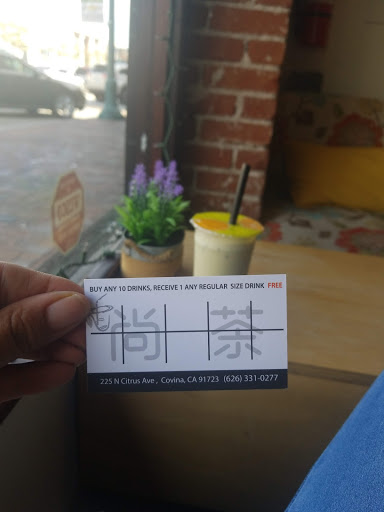 BUY ANY 10 DRINKS, RECEIVE 1 ANY REGULAR SIZE DRINK FREE
尚 茶
225 N Citrus Ave , Covina, CA 91723 (626) 331-0277